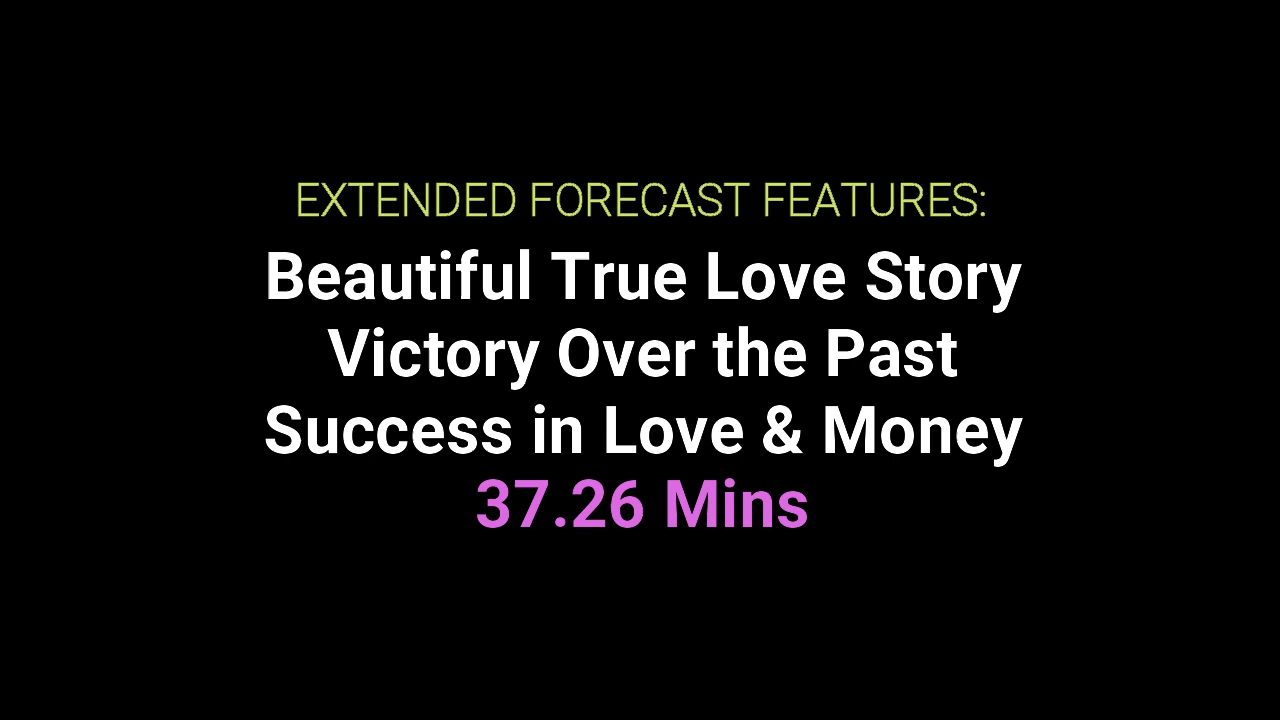 EXTENDED FORECAST FEATURES:
Beautiful True Love Story
Victory Over the Past
Success in Love & Money
37.26 Mins